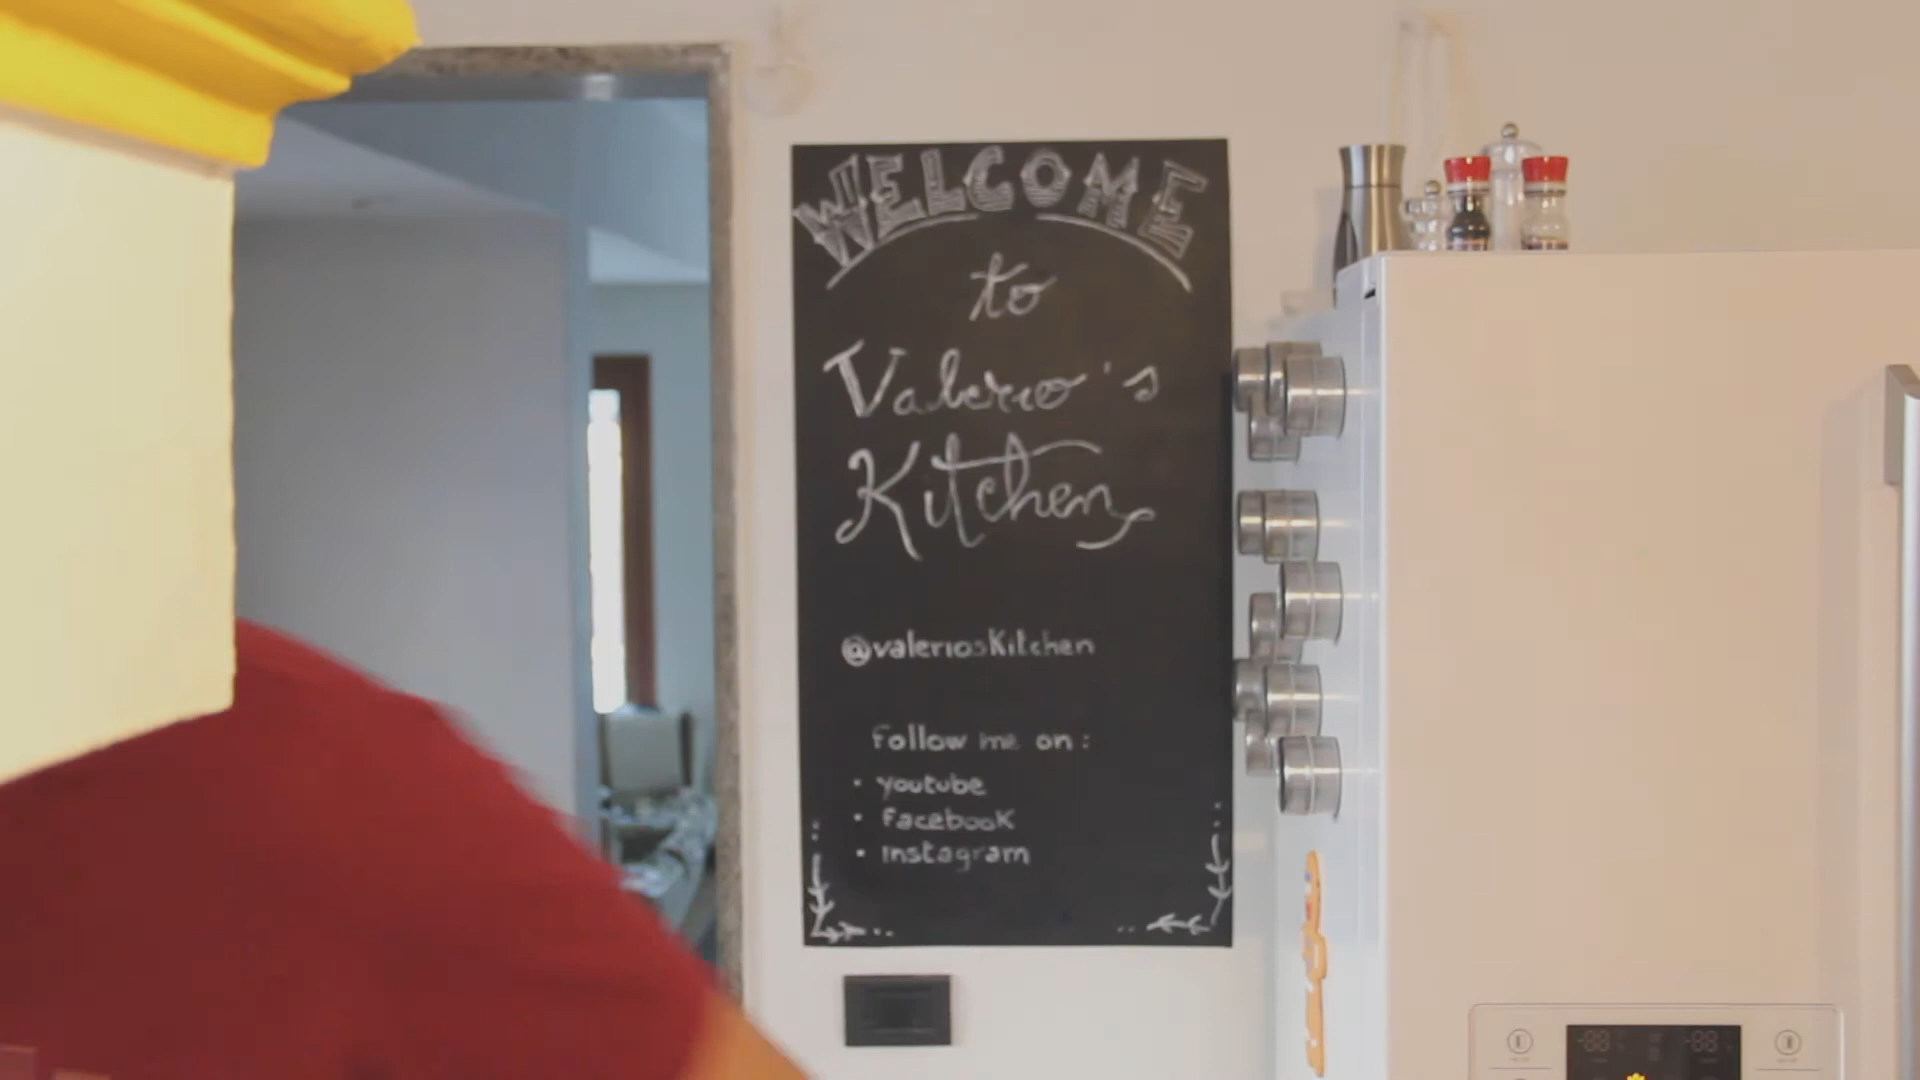 WELCOME
to
Valerio's
Kitchen
@valeriosKitchen
Follow me on:
• youtube
• facebook
• Instagram